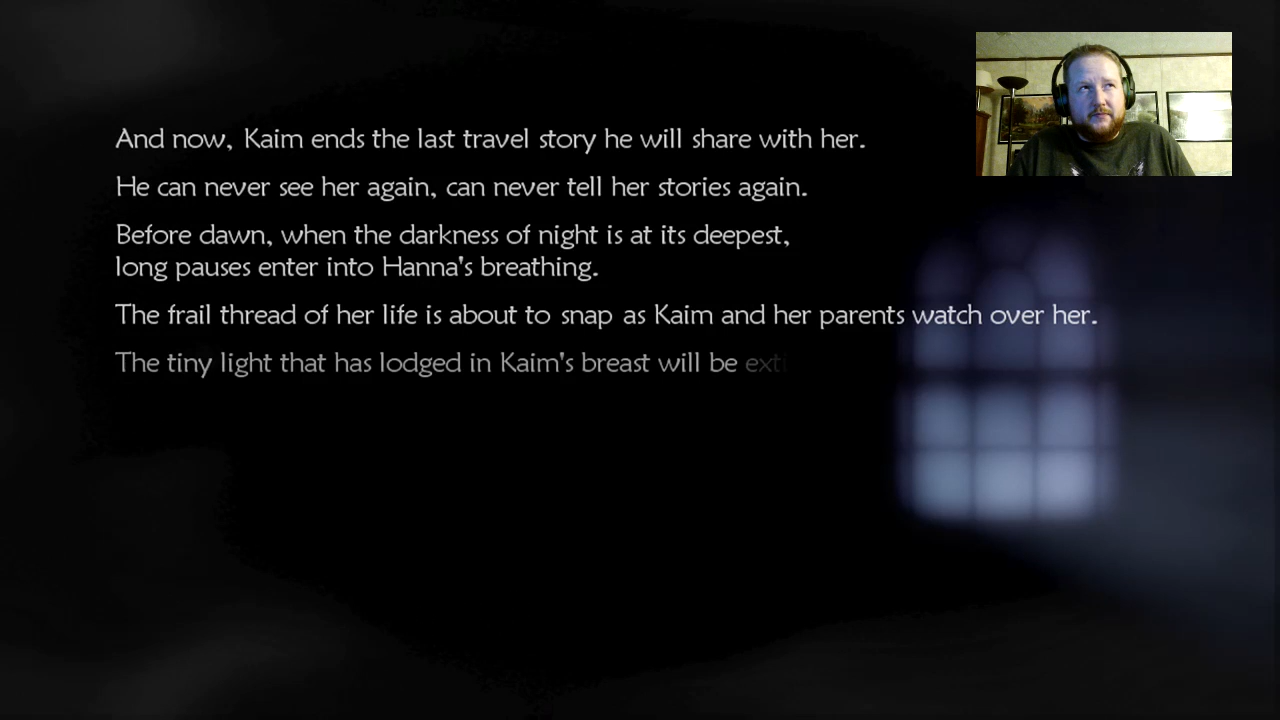 And now, Kaim ends the last travel story he will share with her.
He can never see her again, can never tell her stories again.
Before dawn, when the darkness of night is at its deepest,
long pauses enter into Hanna's breathing.
The frail thread of her life is about to snap as Kaim and her parents watch over her.
The tiny light that has lodged in Kaim's breast will be exti